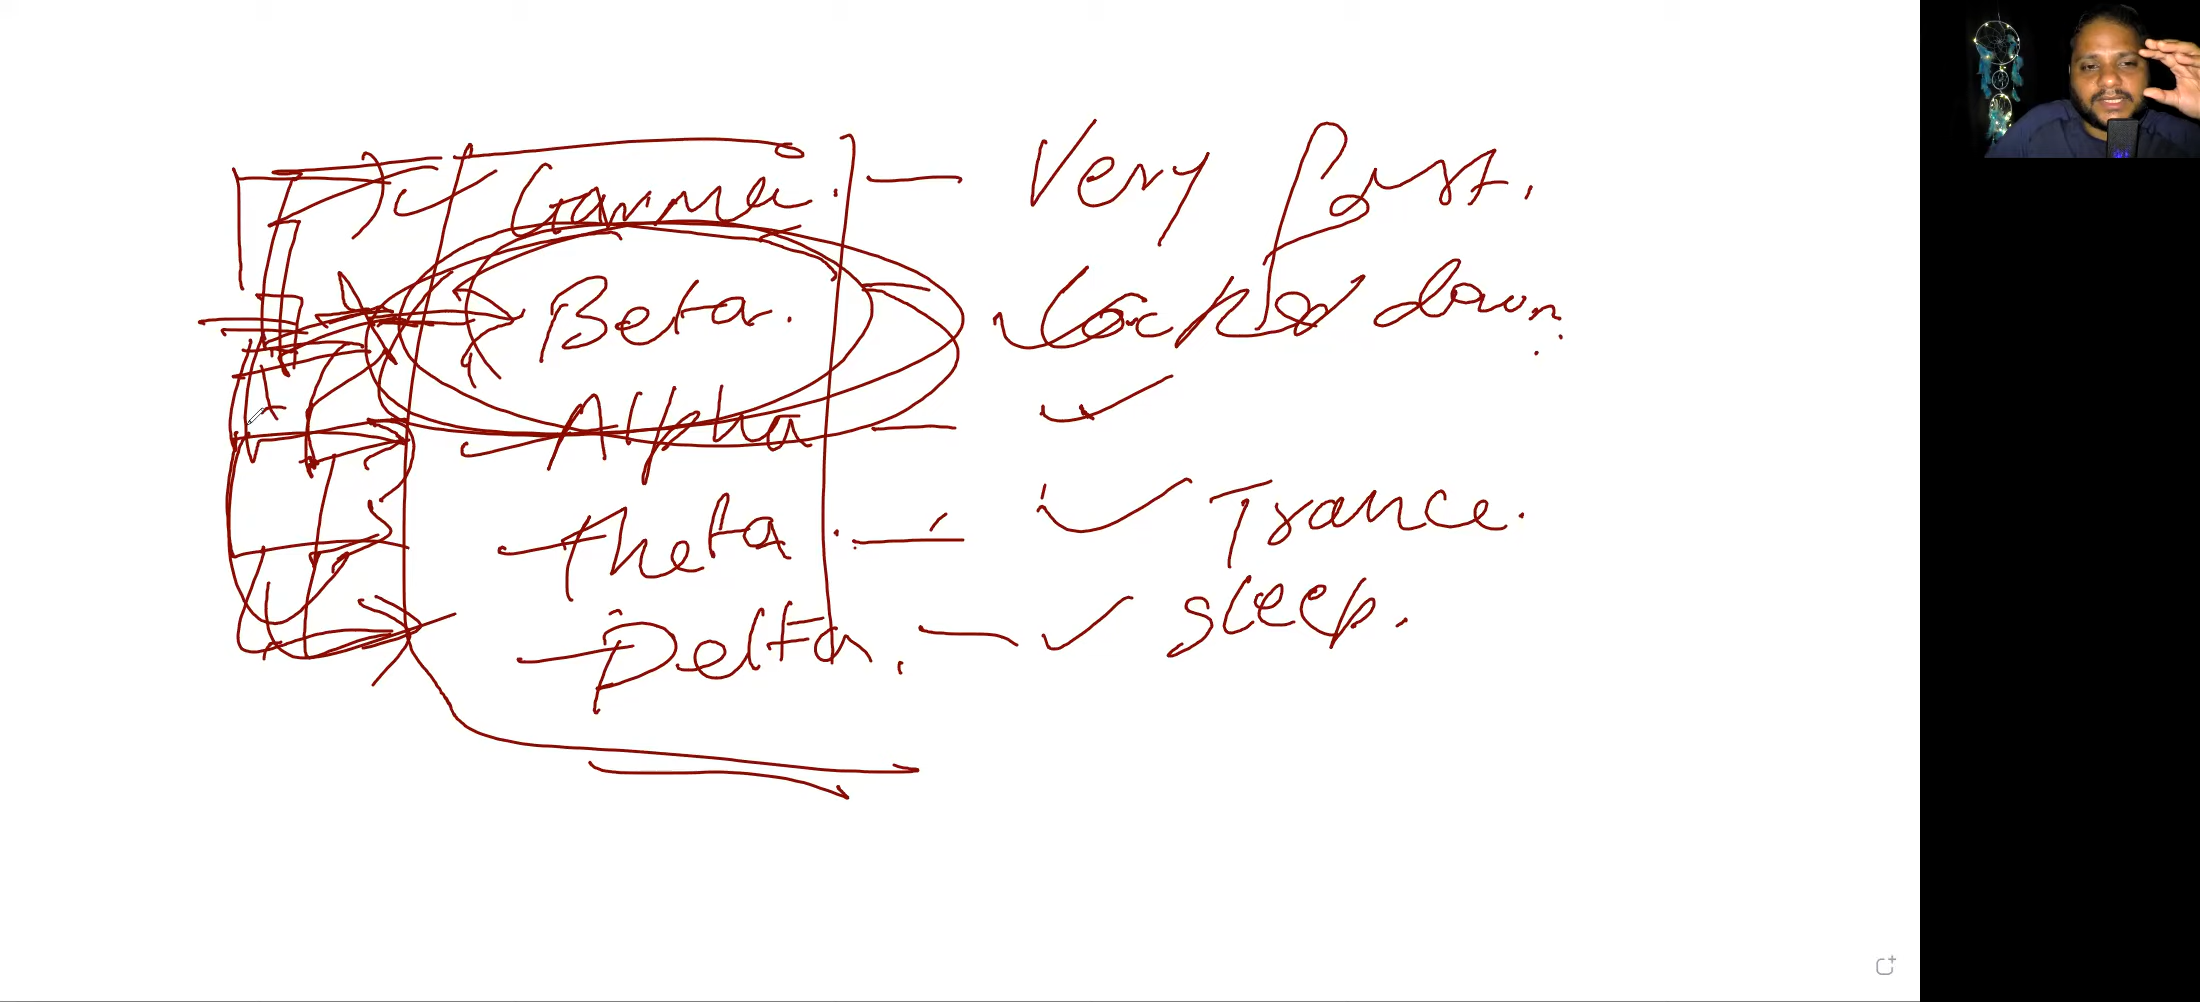 Gamma. — Very fast.
Beta. Locked down.
Alpha —
Theta. — Trance.
Delta. — Sleep.